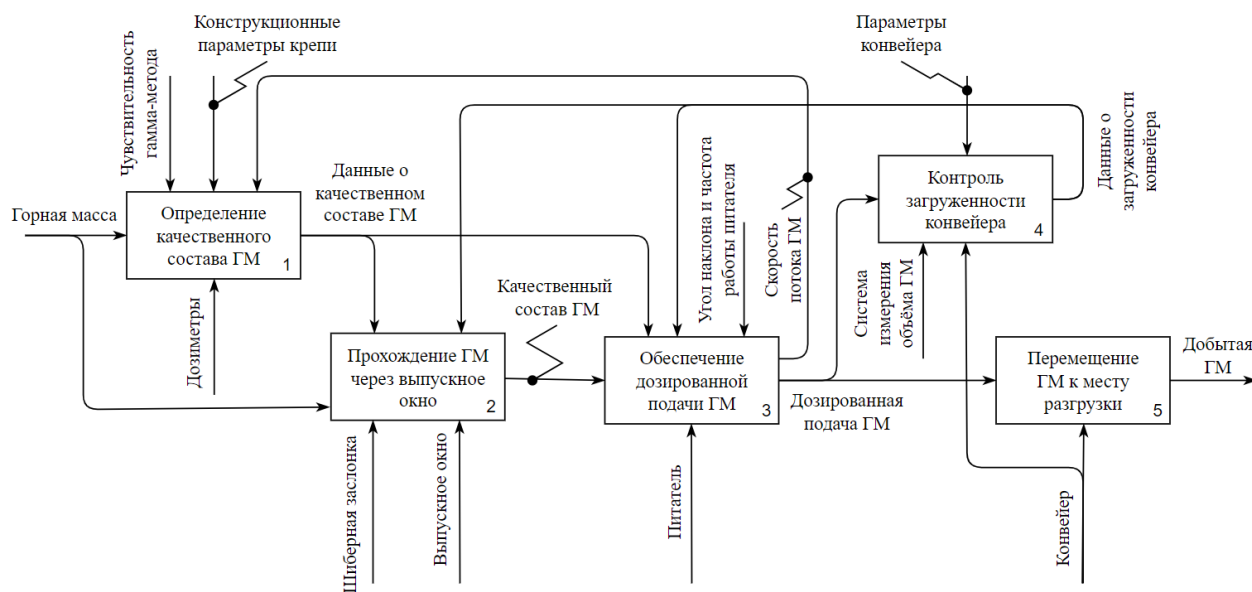 Конструкционные
параметры крепи
Параметры
конвейера
Чувствительность
гамма-метода
Данные о
загруженности
конвейера
Горная масса
Определение
качественного
состава ГМ
1
Данные о
качественном
составе ГМ
Контроль
загруженности
конвейера
4
Угол наклона и частота
работы питателя
Скорость
потока ГМ
Система
измерения
объёма ГМ
Дозиметры
Качественный
состав ГМ
Прохождение ГМ
через выпускное
окно
2
Обеспечение
дозированной
подачи ГМ
3
Дозированная
подача ГМ
Перемещение
ГМ к месту
разгрузки
5
Добытая
ГМ
Шиберная заслонка
Выпускное окно
Питатель
Конвейер